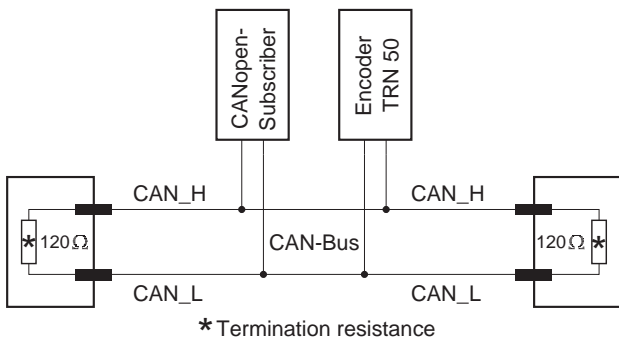 CANopen-
Subscriber
Encoder
TRN 50
CAN_H
CAN_H
* 120Ω
120Ω *
CAN-Bus
CAN_L
CAN_L
* Termination resistance